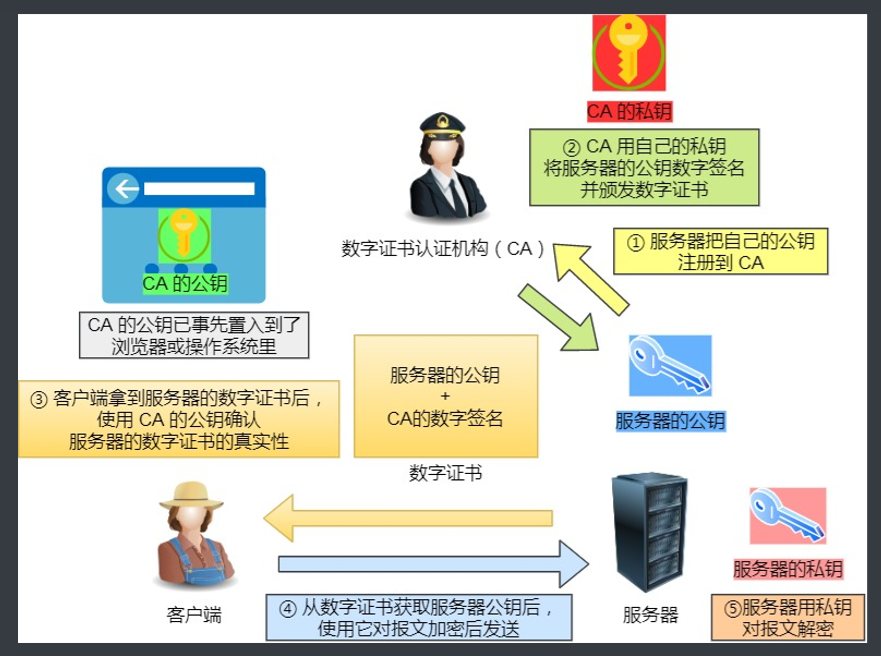 CA 的私钥
② CA 用自己的私钥
将服务器的公钥数字签名
并颁发数字证书
数字证书认证机构（CA）
① 服务器把自己的公钥
注册到 CA
CA 的公钥
CA 的公钥已事先置入到了
浏览器或操作系统里
服务器的公钥
+
CA的数字签名
数字证书
服务器的公钥
③ 客户端拿到服务器的数字证书后，
使用 CA 的公钥确认
服务器的数字证书的真实性
服务器的私钥
客户端
④ 从数字证书获取服务器公钥后，
使用它对报文加密后发送
服务器
⑤服务器用私钥
对报文解密